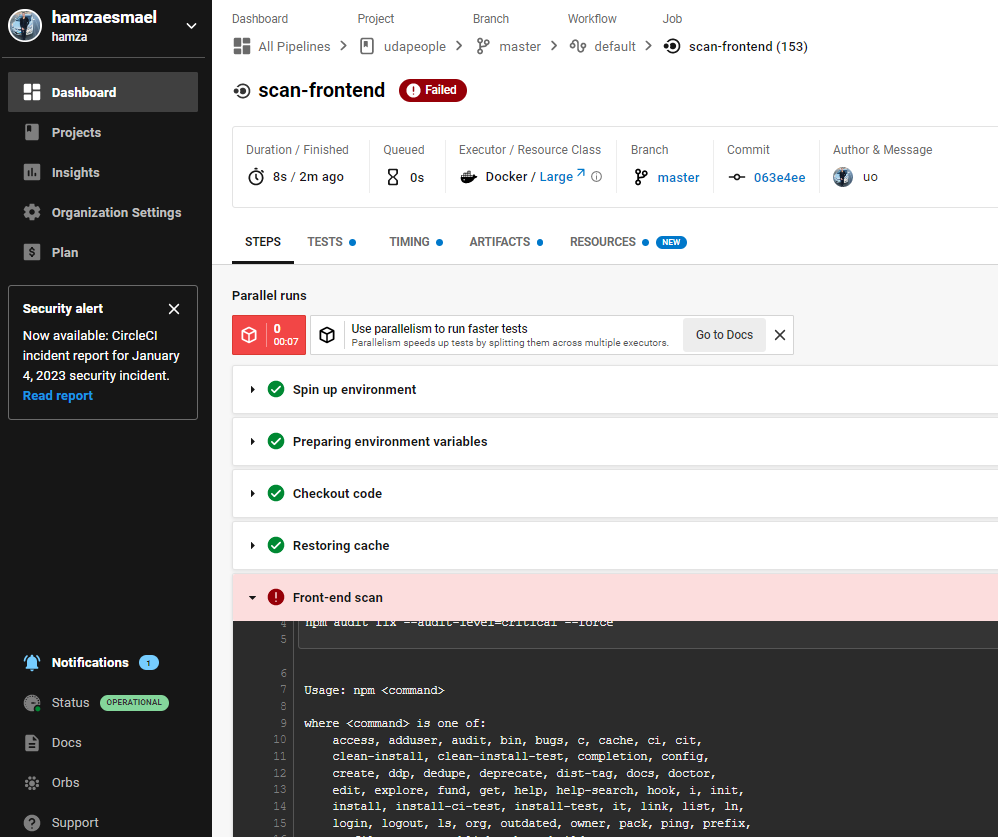 hamzaesmael
hamza
Dashboard
Projects
Insights
Organization Settings
Plan
Security alert
Now available: CircleCI
incident report for January
4, 2023 security incident.
Read report
Notifications 1
Status OPERATIONAL
Docs
Orbs
Support
Dashboard Project Branch Workflow Job
All Pipelines udapeople master default scan-frontend (153)
scan-frontend Failed
Duration / Finished Queued Executor / Resource Class Branch Commit Author & Message
8s / 2m ago 0s Docker / Large master 063e4ee uo
STEPS TESTS TIMING ARTIFACTS RESOURCES NEW
Parallel runs
0
00:07
Use parallelism to run faster tests
Parallelism speeds up tests by splitting them across multiple executors.
Go to Docs
Spin up environment
Preparing environment variables
Checkout code
Restoring cache
Front-end scan
4 npm audit fix --audit-level=critical --force
5
6
7 Usage: npm <command>
8
9 where <command> is one of:
10 access, adduser, audit, bin, bugs, c, cache, ci, cit,
11 clean-install, clean-install-test, completion, config,
12 create, ddp, dedupe, deprecate, dist-tag, docs, doctor,
13 edit, explore, fund, get, help, help-search, hook, i, init,
14 install, install-ci-test, install-test, it, link, list, ln,
15 login, logout, ls, org, outdated, owner, pack, ping, prefix,